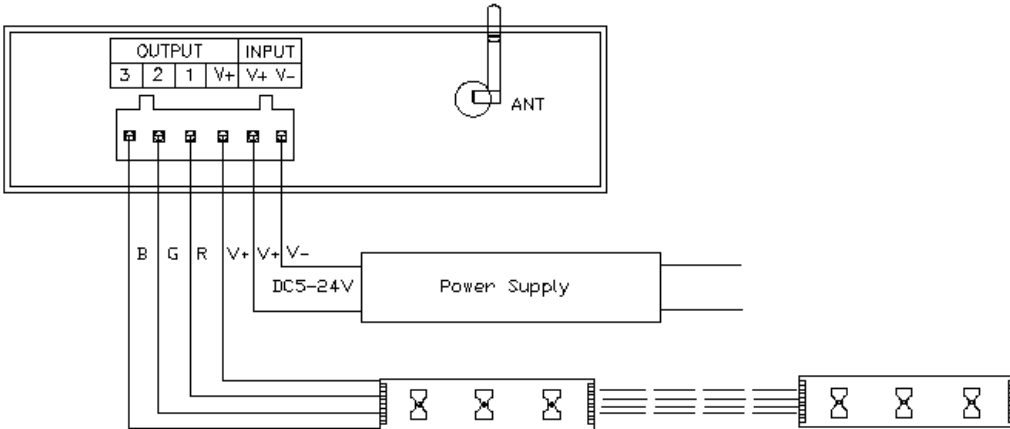 OUTPUT INPUT
3 2 1 V+ V+ V-
ANT
B G R V+ V+ V-
DC5-24V
Power Supply